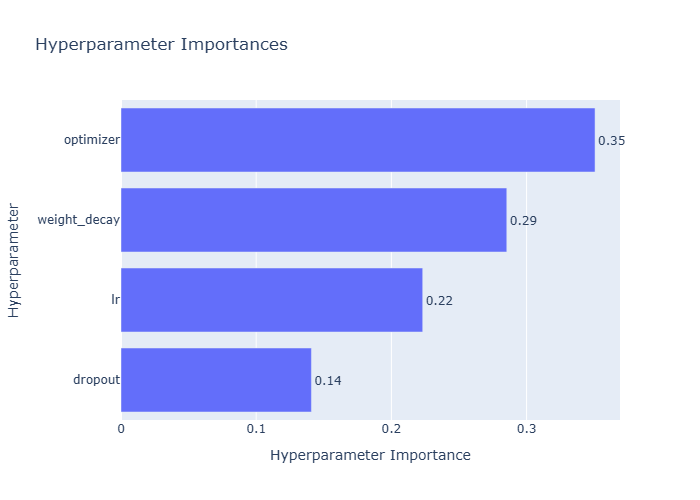 Hyperparameter Importances
Hyperparameter
optimizer
0.35
weight_decay
0.29
lr
0.22
dropout
0.14
0
0.1
0.2
0.3
Hyperparameter Importance